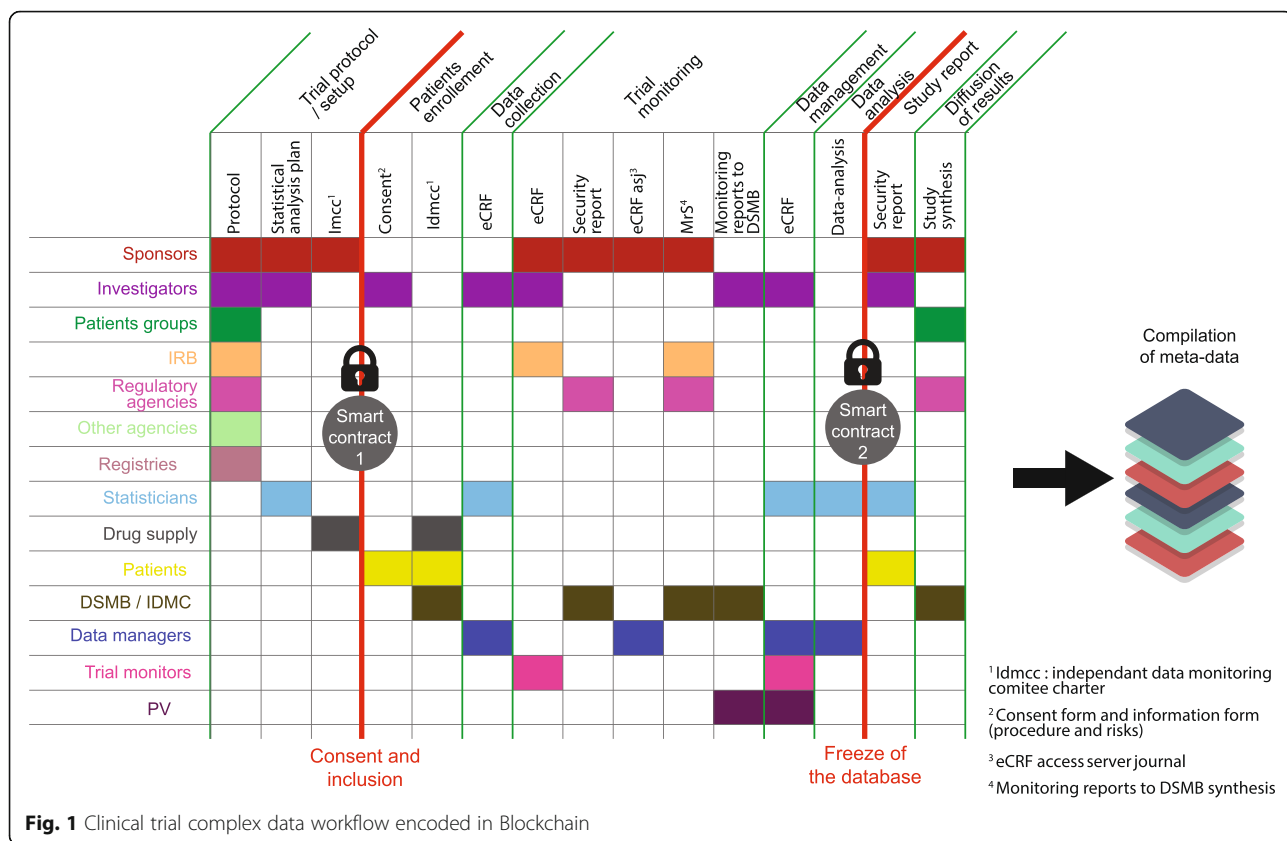 Trial protocol
/ setup
Patients
enrollement
Data
collection
Trial
monitoring
Data
management
Data
analysis
Study report
Diffusion
of results
Protocol
Statistical
analysis plan
Imcc¹
Consent²
Idmcc¹
eCRF
eCRF
Security
report
eCRF asj³
MrS⁴
Monitoring
reports to
DSMB
eCRF
Data-analysis
Security
report
Study
synthesis
Sponsors
Investigators
Patients groups
IRB
Regulatory
agencies
Other agencies
Registries
Statisticians
Drug supply
Patients
DSMB / IDMC
Data managers
Trial monitors
PV
Smart
contract
1
Smart
contract
2
Consent and
inclusion
Freeze of
the database
Compilation
of meta-data
¹ Idmcc : independant data monitoring
comitee charter
² Consent form and information form
(procedure and risks)
³ eCRF access server journal
⁴ Monitoring reports to DSMB synthesis
Fig. 1 Clinical trial complex data workflow encoded in Blockchain